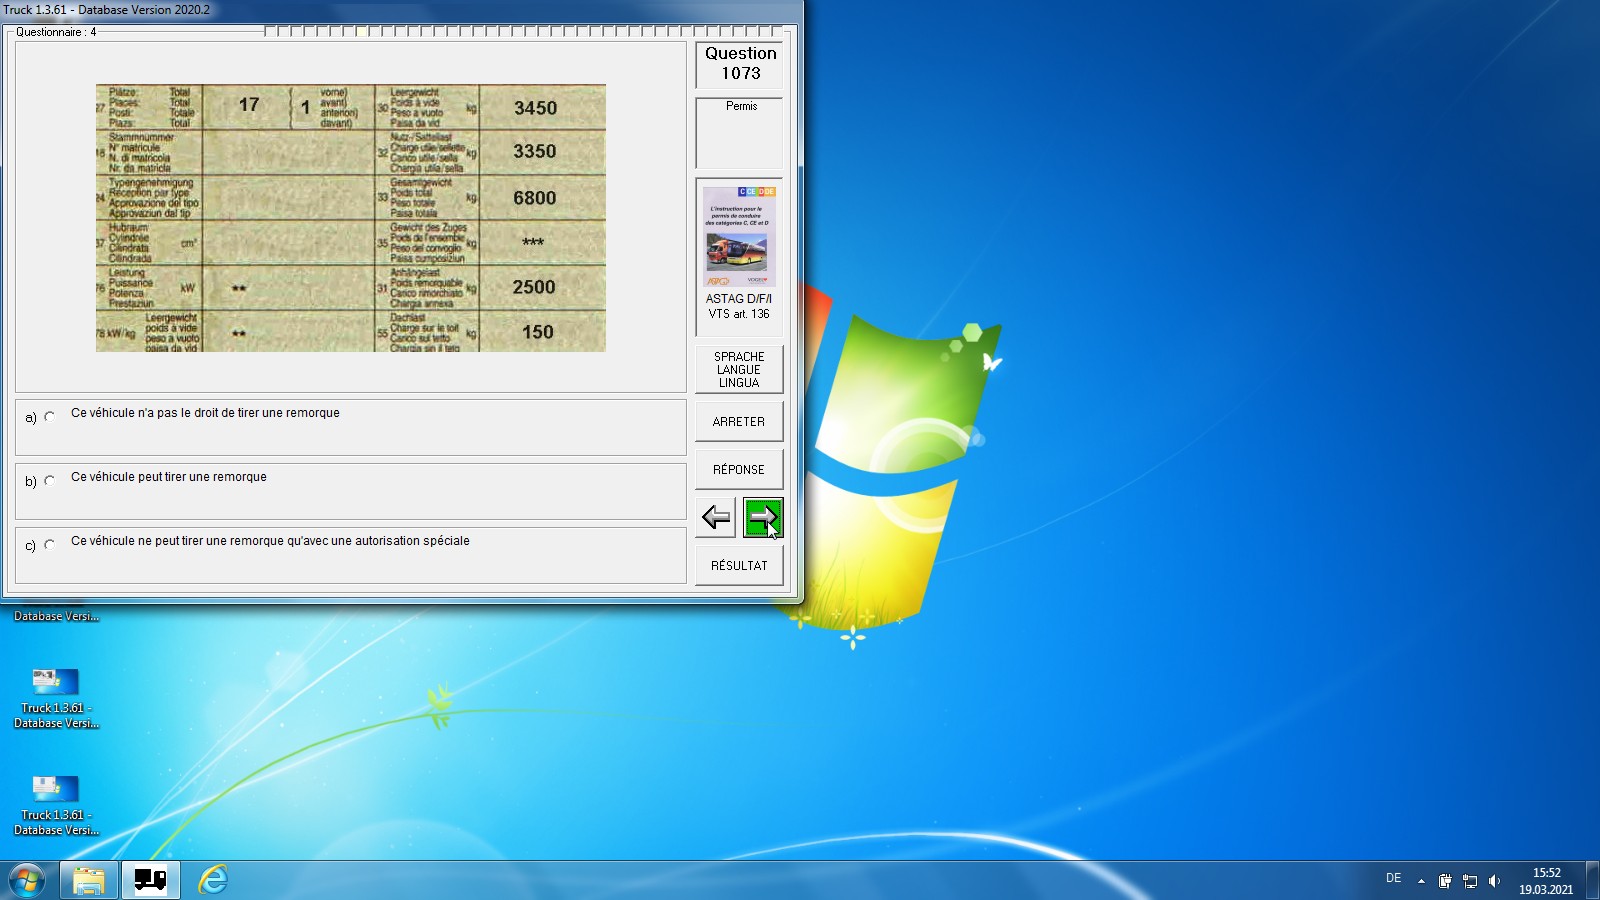 Truck 1.3.61 - Database Version 2020.2
Questionnaire : 4
Question
1073
Permis
27 Plätze: Total
Places: Total
Posti: Totale
Plazs: Total
17
1
vorne)
avant)
anteriori)
davant)
30 Leergewicht
Poids à vide
Peso a vuoto
Paisa da vid
kg
3450
18 Stammnummer
N° matricule
N. di matricola
Nr. da matricla
32 Nutz-/Sattellast
Charge utile/sellette
Carico utile/sella
Chargia utila/sella
kg
3350
24 Typengenehmigung
Réception par type
Approvazione del tipo
Approvaziun dal tip
33 Gesamtgewicht
Poids total
Peso totale
Paisa totala
kg
6800
37 Hubraum
Cylindrée
Cilindrata
Cilindrada
cm³
35 Gewicht des Zuges
Poids de l'ensemble
Peso del convoglio
Paisa cumposiziun
kg
***
76 Leistung
Puissance
Potenza
Prestaziun
kW
**
31 Anhängelast
Poids remorquable
Carico rimorchiato
Chargia annexa
kg
2500
78 kW/kg
Leergewicht
poids à vide
peso a vuoto
paisa da vid
**
55 Dachlast
Charge sur le toit
Carico sul tetto
Chargia sin il tetg
kg
150
C CE D DE
L'instruction pour le
permis de conduire
des catégories C, CE et D
ASTAG D/F/I
VTS art. 136
SPRACHE
LANGUE
LINGUA
ARRETER
RÉPONSE
RÉSULTAT
a) Ce véhicule n'a pas le droit de tirer une remorque
b) Ce véhicule peut tirer une remorque
c) Ce véhicule ne peut tirer une remorque qu'avec une autorisation spéciale
Database Versi...
Truck 1.3.61 -
Database Versi...
Truck 1.3.61 -
Database Versi...
DE
15:52
19.03.2021